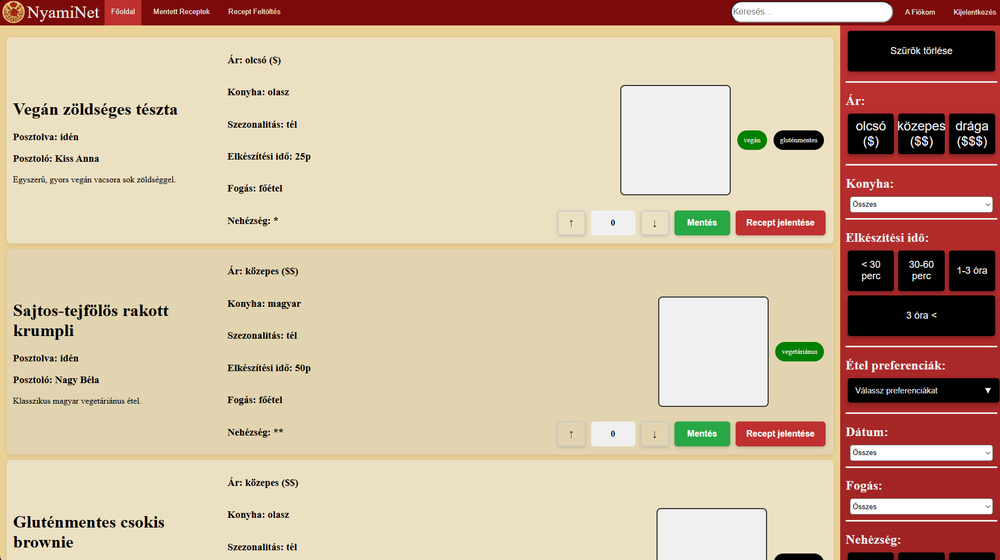 NyamiNet
Főoldal
Mentett Receptek
Recept Feltöltés
Keresés...
A Fiókom
Kijelentkezés
Vegán zöldséges tészta
Posztolva: idén
Posztoló: Kiss Anna
Egyszerű, gyors vegán vacsora sok zöldséggel.
Ár: olcsó ($)
Konyha: olasz
Szezonalitás: tél
Elkészítési idő: 25p
Fogás: főétel
Nehézség: *
vegán
gluténmentes
↑
0
↓
Mentés
Recept jelentése
Sajtos-tejfölös rakott
krumpli
Posztolva: idén
Posztoló: Nagy Béla
Klasszikus magyar vegetáriánus étel.
Ár: közepes ($$)
Konyha: magyar
Szezonalitás: tél
Elkészítési idő: 50p
Fogás: főétel
Nehézség: **
vegetáriánus
↑
0
↓
Mentés
Recept jelentése
Gluténmentes csokis
brownie
Ár: közepes ($$)
Konyha: olasz
Szezonalitás: tél
Szűrők törlése
Ár:
olcsó
($)
közepes
($$)
drága
($$$)
Konyha:
Összes
Elkészítési idő:
< 30
perc
30-60
perc
1-3 óra
3 óra <
Étel preferenciák:
Válassz preferenciákat ▼
Dátum:
Összes
Fogás:
Összes
Nehézség: